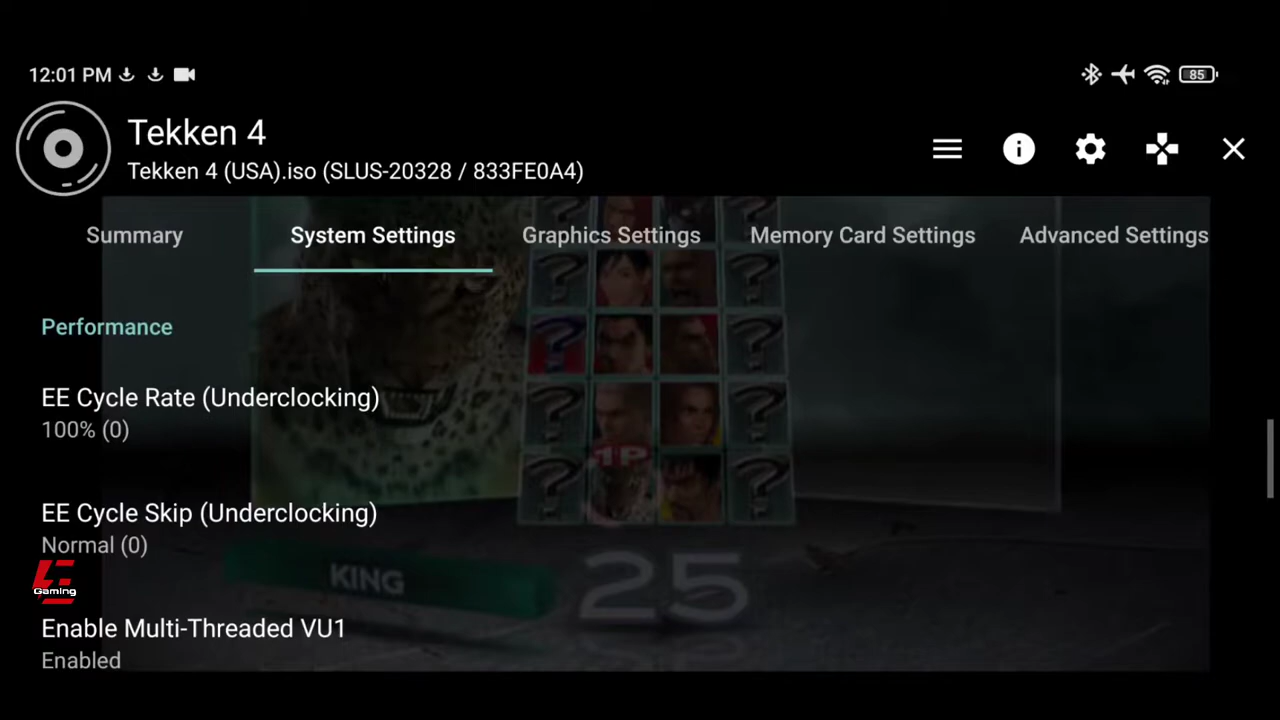 12:01 PM
85
Tekken 4
Tekken 4 (USA).iso (SLUS-20328 / 833FE0A4)
Summary
System Settings
Graphics Settings
Memory Card Settings
Advanced Settings
Performance
EE Cycle Rate (Underclocking)
100% (0)
EE Cycle Skip (Underclocking)
Normal (0)
Enable Multi-Threaded VU1
Enabled
1P
KING
25
LE
Gaming